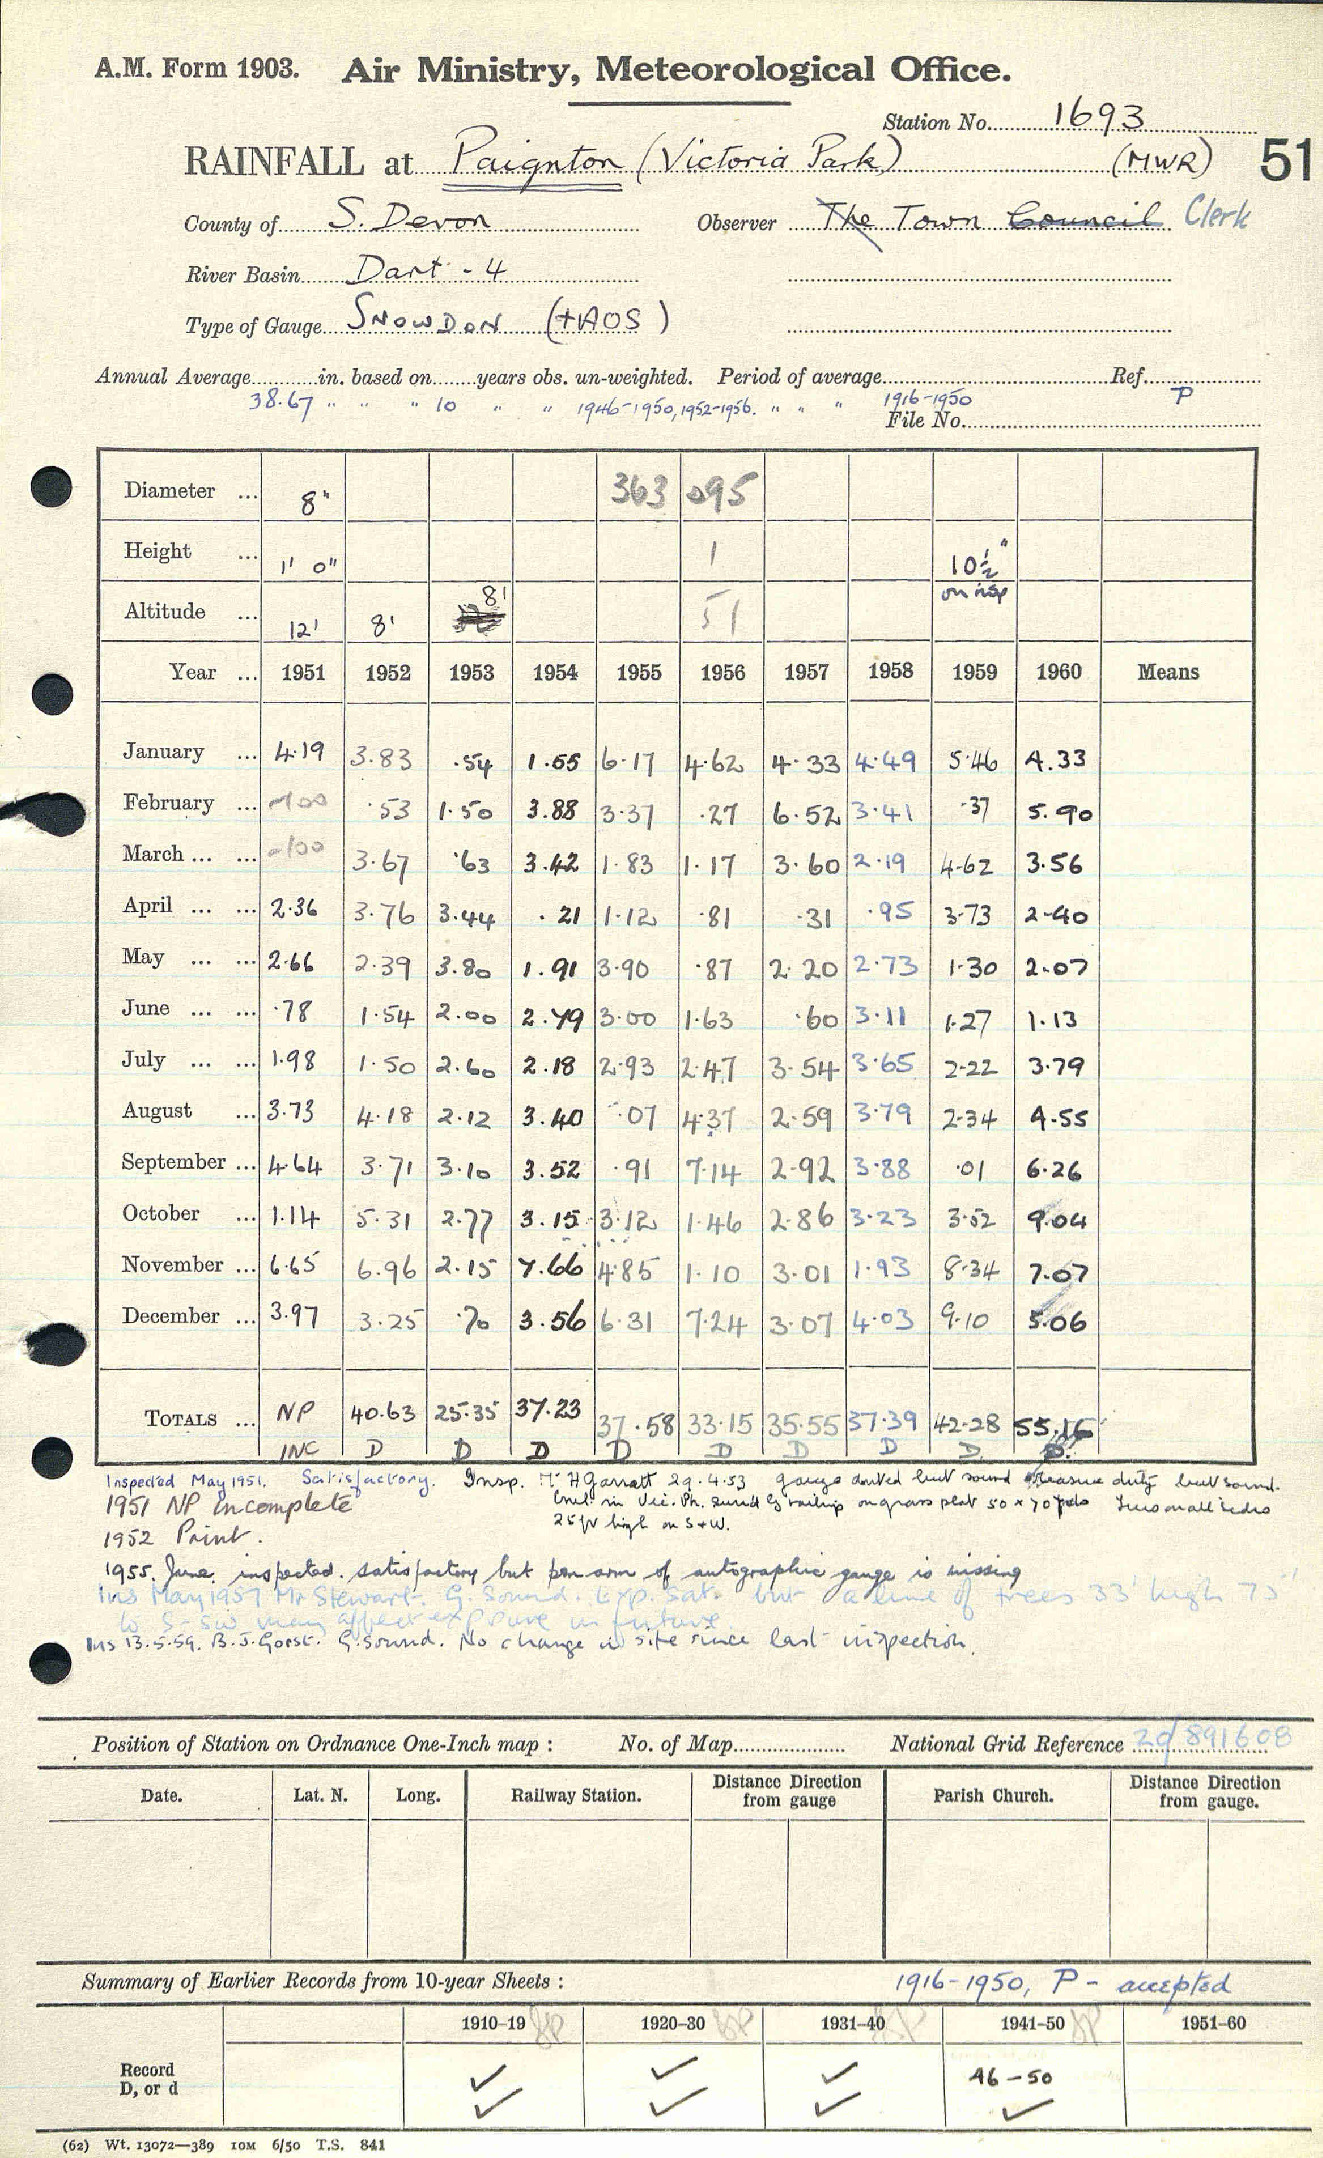 A.M. Form 1903. Air Ministry, Meteorological Office.
Station No. 1693
RAINFALL at Paignton (Victoria Park) (MWR) 51
County of S. Devon Observer The Town Council Clerk
River Basin Dart - 4
Type of Gauge SNOWDON (+AOS)
Annual Average in. based on years obs. un-weighted. Period of average Ref.
38.67 " " " 10 " " 1946-1950, 1952-1956. " " " 1916-1950 P
File No.
Diameter ... 8" 363 095
Height ... 1' 0" 1 10½" on insp
Altitude ... 12' 8' 8' 51
Year ... 1951 1952 1953 1954 1955 1956 1957 1958 1959 1960 Means
January ... 4.19 3.83 .54 1.55 6.17 4.62 4.33 4.49 5.46 4.33
February ... -100 .53 1.50 3.88 3.37 .27 6.52 3.41 .37 5.90
March ... ... -100 3.67 .63 3.42 1.83 1.17 3.60 2.19 4.62 3.56
April ... ... 2.36 3.76 3.44 .21 1.12 .81 .31 .95 3.73 2.40
May ... ... 2.66 2.39 3.80 1.91 3.90 .87 2.20 2.73 1.30 2.07
June ... ... .78 1.54 2.00 2.79 3.00 1.63 .60 3.11 1.27 1.13
July ... ... 1.98 1.50 2.60 2.18 2.93 2.47 3.54 3.65 2.22 3.79
August ... 3.73 4.18 2.12 3.40 .07 4.37 2.59 3.79 2.34 4.55
September ... 4.64 3.71 3.10 3.52 .91 7.14 2.92 3.88 .01 6.26
October ... 1.14 5.31 2.77 3.15 3.12 1.46 2.86 3.23 3.52 9.04
November ... 6.65 6.96 2.15 7.66 4.85 1.10 3.01 1.93 8.34 7.07
December ... 3.97 3.25 .70 3.56 6.31 7.24 3.07 4.03 9.10 5.06
TOTALS ... NP 40.63 25.35 37.23 37.58 33.15 35.55 37.39 42.28 55.16
INC D D D D D D D D D.
Inspected May 1951. Satisfactory. Insp. Mr H Garratt 29.4.53 gauge dented but sound measure dirty but sound.
1951 NP incomplete in Vic. Pk. railings on grass plot 50 x 70 yds
25 ft high on S+W.
1952 Print.
1955. June. inspected. satisfactory but pen arm of autographic gauge is missing
Ins May 1957 Mr Stewart. G. Sound. Exp. Sat. but a line of trees 33' high 75'
to S-SW may affect exposure in future
Ins 13.5.59. B.J. Gorst. G.sound. No change in site since last inspection.
Position of Station on Ordnance One-Inch map : No. of Map National Grid Reference 20/891608
Date. Lat. N. Long. Railway Station. Distance Direction from gauge Parish Church. Distance Direction from gauge.
Summary of Earlier Records from 10-year Sheets : 1916-1950, P - accepted
1910-19 1920-30 1931-40 1941-50 1951-60
Record
D, or d ✓ ✓ ✓ 46-50
✓ ✓ ✓ ✓
(62) Wt. 13072—389 10M 6/50 T.S. 841